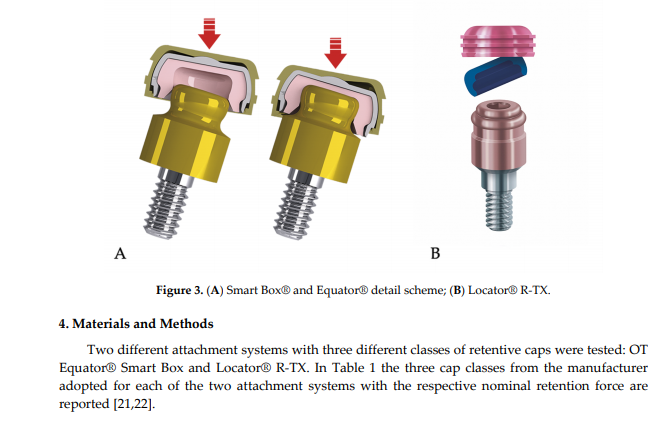 A
B
Figure 3. (A) Smart Box® and Equator® detail scheme; (B) Locator® R-TX.
4. Materials and Methods
Two different attachment systems with three different classes of retentive caps were tested: OT
Equator® Smart Box and Locator® R-TX. In Table 1 the three cap classes from the manufacturer
adopted for each of the two attachment systems with the respective nominal retention force are
reported [21,22].